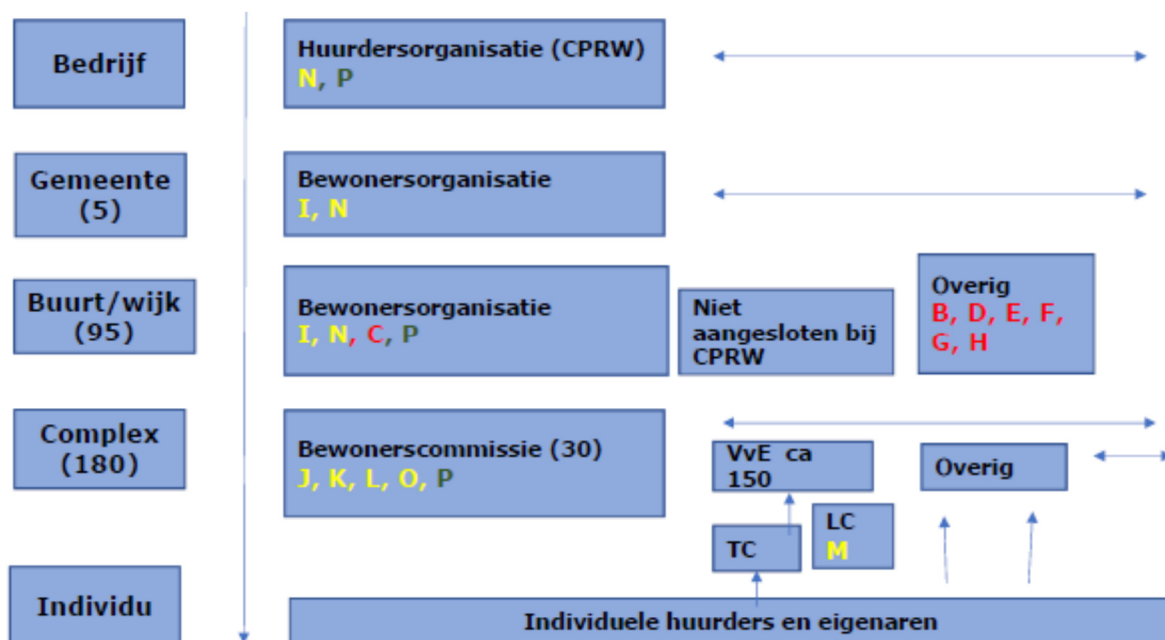 Bedrijf
Huurdersorganisatie (CPRW)
N, P
Gemeente
(5)
Bewonersorganisatie
I, N
Buurt/wijk
(95)
Bewonersorganisatie
I, N, C, P
Niet
aangesloten bij
CPRW
Overig
B, D, E, F,
G, H
Complex
(180)
Bewonerscommissie (30)
J, K, L, O, P
VvE ca
150
Overig
TC
LC
M
Individu
Individuele huurders en eigenaren